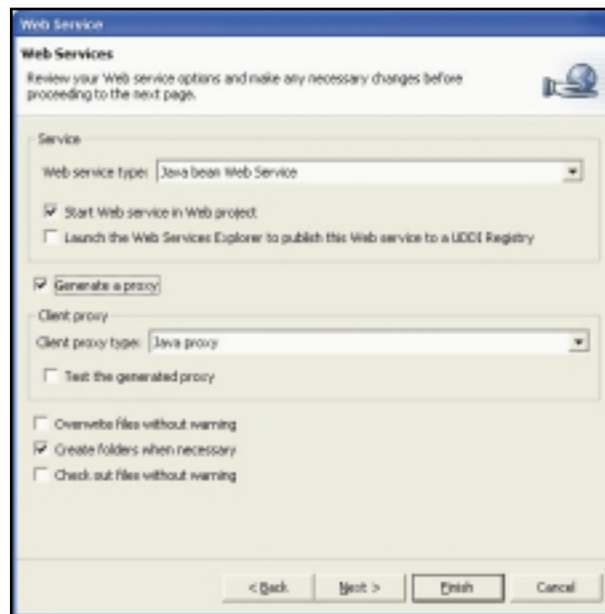 Web Service
Web Services
Review your Web service options and make any necessary changes before
proceeding to the next page.
Service
Web service type: Java bean Web Service
Start Web service in Web project
Launch the Web Services Explorer to publish this Web service to a UDDI Registry
Generate a proxy
Client proxy
Client proxy type: Java proxy
Test the generated proxy
Overwrite files without warning
Create folders when necessary
Check out files without warning
< Back Next > Finish Cancel